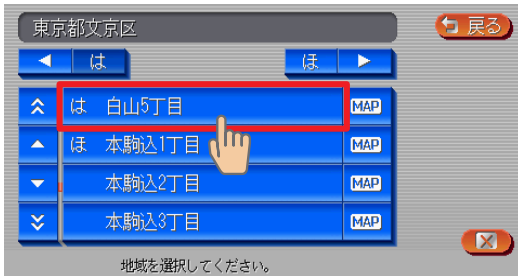 東京都文京区
戻る
は ほ
は 白山5丁目 MAP
ほ 本駒込1丁目 MAP
本駒込2丁目 MAP
本駒込3丁目 MAP
地域を選択してください。